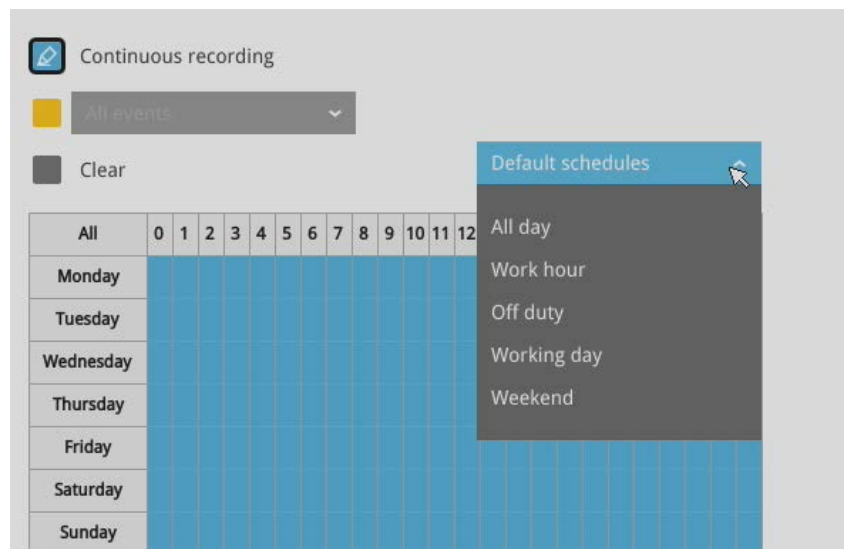 Continuous recording
All events
Clear
Default schedules
All day
Work hour
Off duty
Working day
Weekend
All 0 1 2 3 4 5 6 7 8 9 10 11 12
Monday
Tuesday
Wednesday
Thursday
Friday
Saturday
Sunday